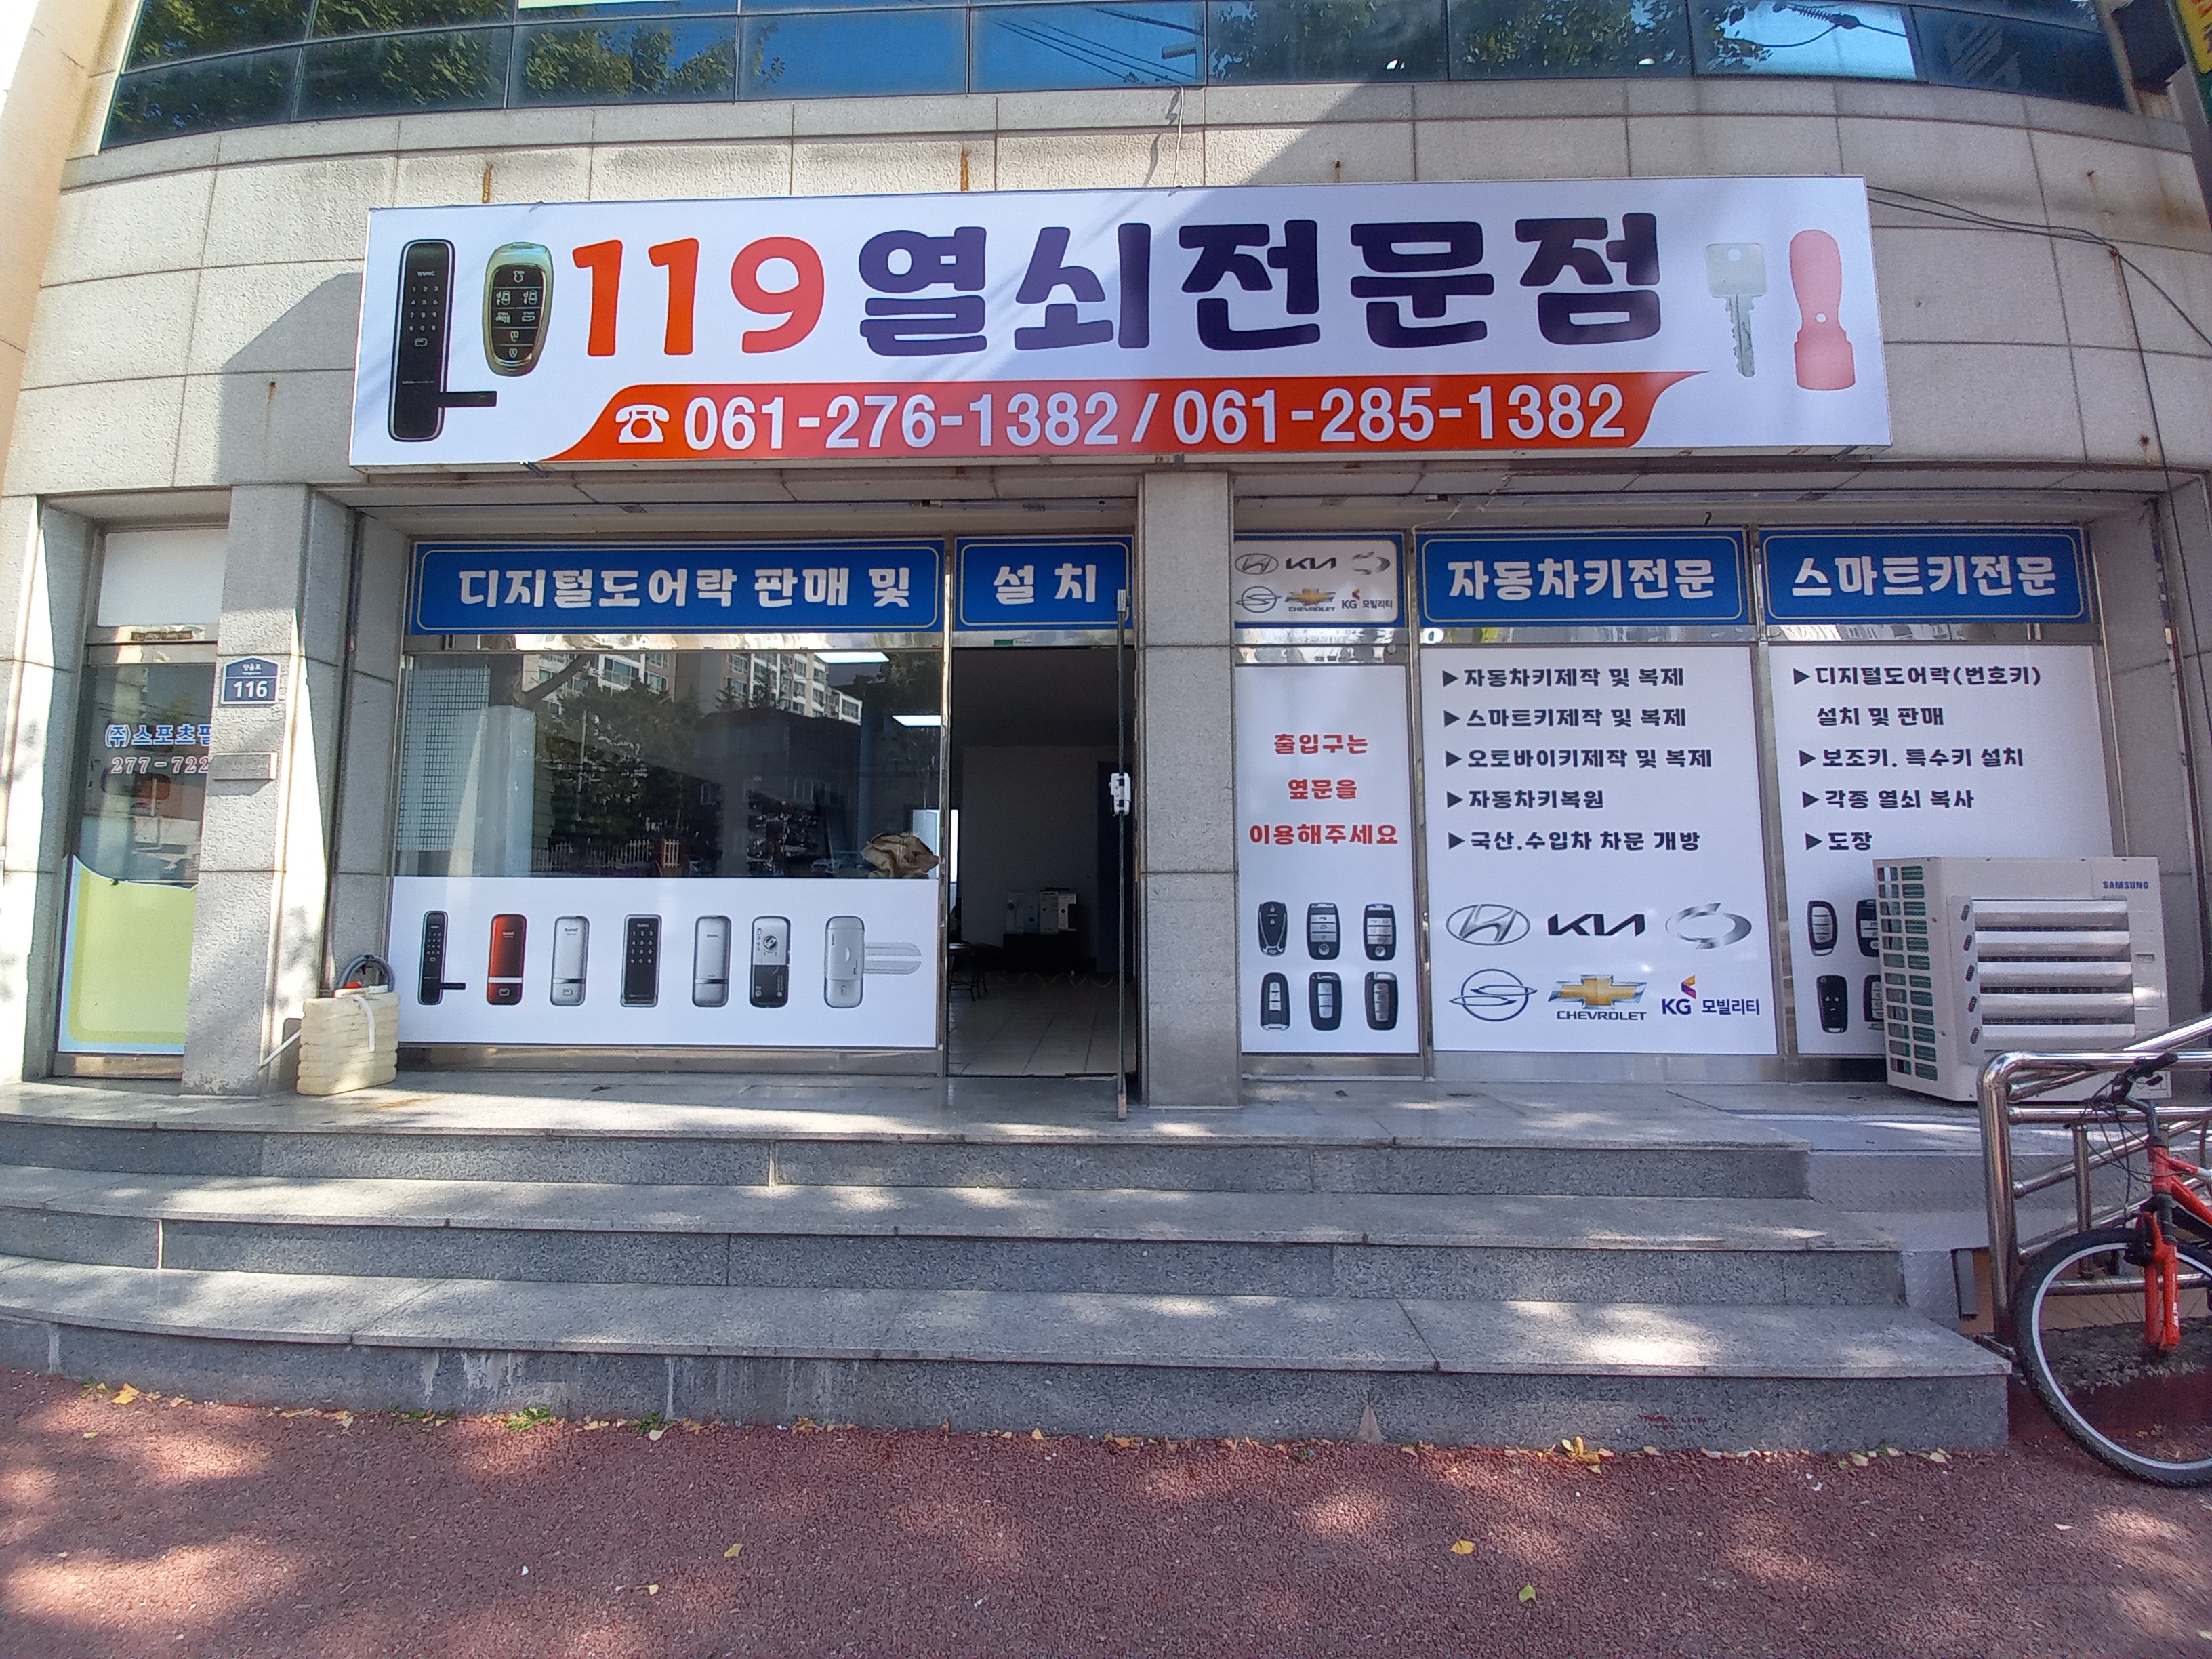 119 열쇠전문점
☎ 061-276-1382 / 061-285-1382
디지털도어락 판매 및 설치
KIA
CHEVROLET
KG 모빌리티
자동차키전문
스마트키전문
116
(주)스포츠
277-722
출입구는
옆문을
이용해주세요
▶자동차키제작 및 복제
▶스마트키제작 및 복제
▶오토바이키제작 및 복제
▶자동차키복원
▶국산.수입차 차문 개방
KIA
CHEVROLET
KG 모빌리티
▶디지털도어락(번호키)
설치 및 판매
▶보조키. 특수키 설치
▶각종 열쇠 복사
▶도장
SAMSUNG